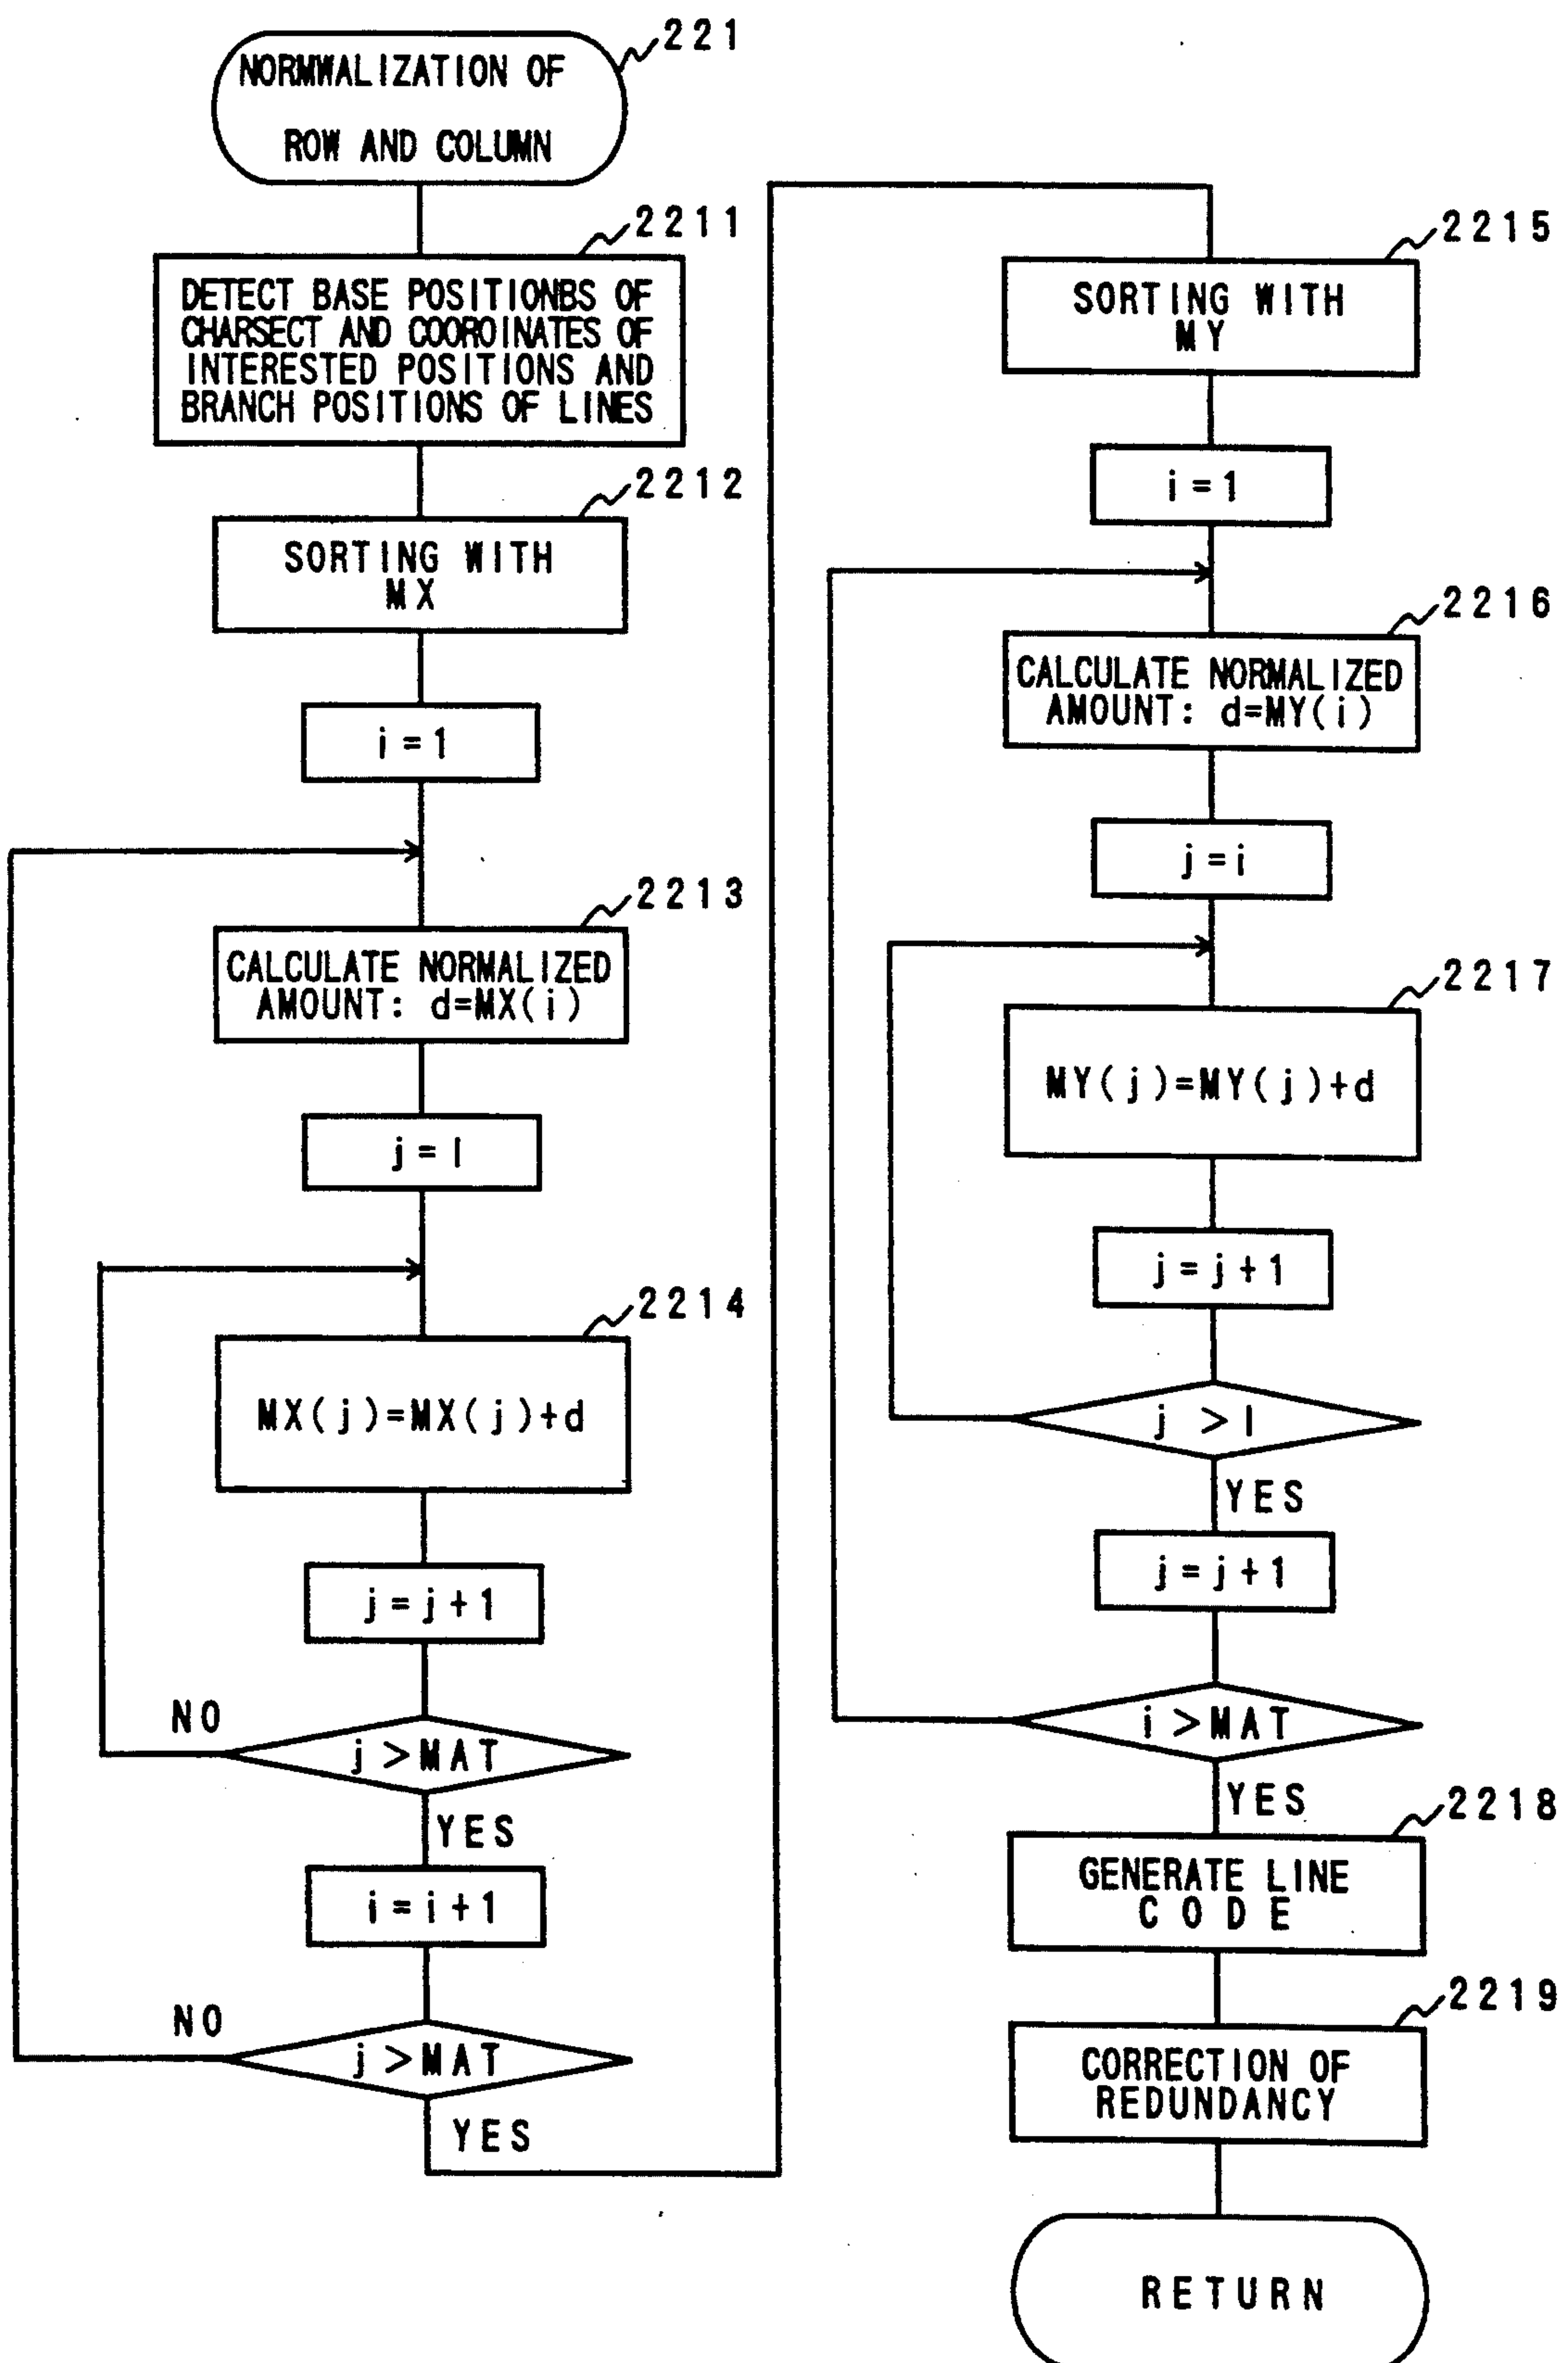 221
NORMWALIZATION OF
ROW AND COLUMN
2211
DETECT BASE POSITIONBS OF
CHARSECT AND COOROINATES OF
INTERESTED POSITIONS AND
BRANCH POSITIONS OF LINES
2212
SORTING WITH
MX
i = 1
2213
CALCULATE NORMALIZED
AMOUNT: d=MX(i)
j = I
2214
MX(j)=MX(j)+d
j = j + 1
NO
j > MAT
YES
i = i + 1
NO
j > MAT
YES
2215
SORTING WITH
MY
i = 1
2216
CALCULATE NORMALIZED
AMOUNT: d=MY(i)
j = i
2217
MY(j)=MY(j)+d
j = j + 1
j > I
YES
j = j + 1
i > MAT
YES
2218
GENERATE LINE
CODE
2219
CORRECTION OF
REDUNDANCY
RETURN